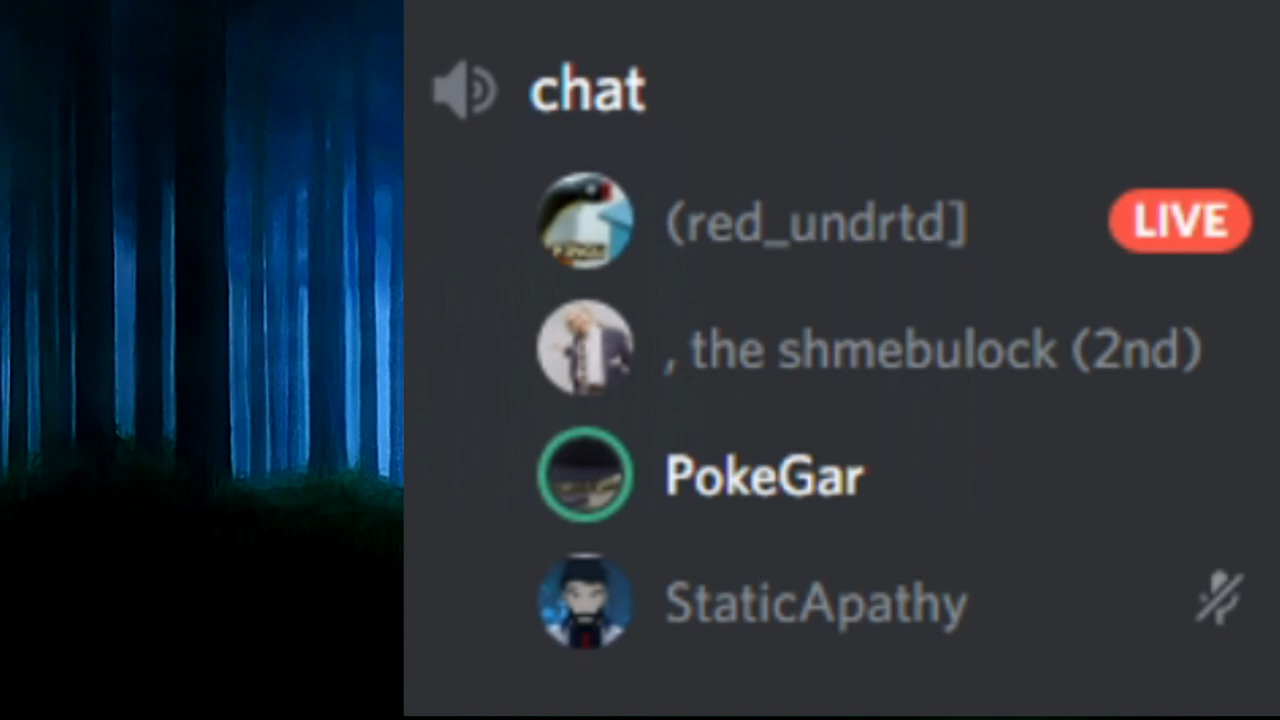 chat
(red_undrtd]
LIVE
, the shmebulock (2nd)
PokeGar
StaticApathy